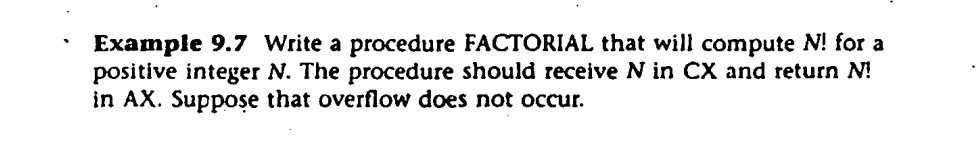 Example 9.7 Write a procedure FACTORIAL that will compute N! for a
positive integer N. The procedure should receive N in CX and return N!
in AX. Suppose that overflow does not occur.